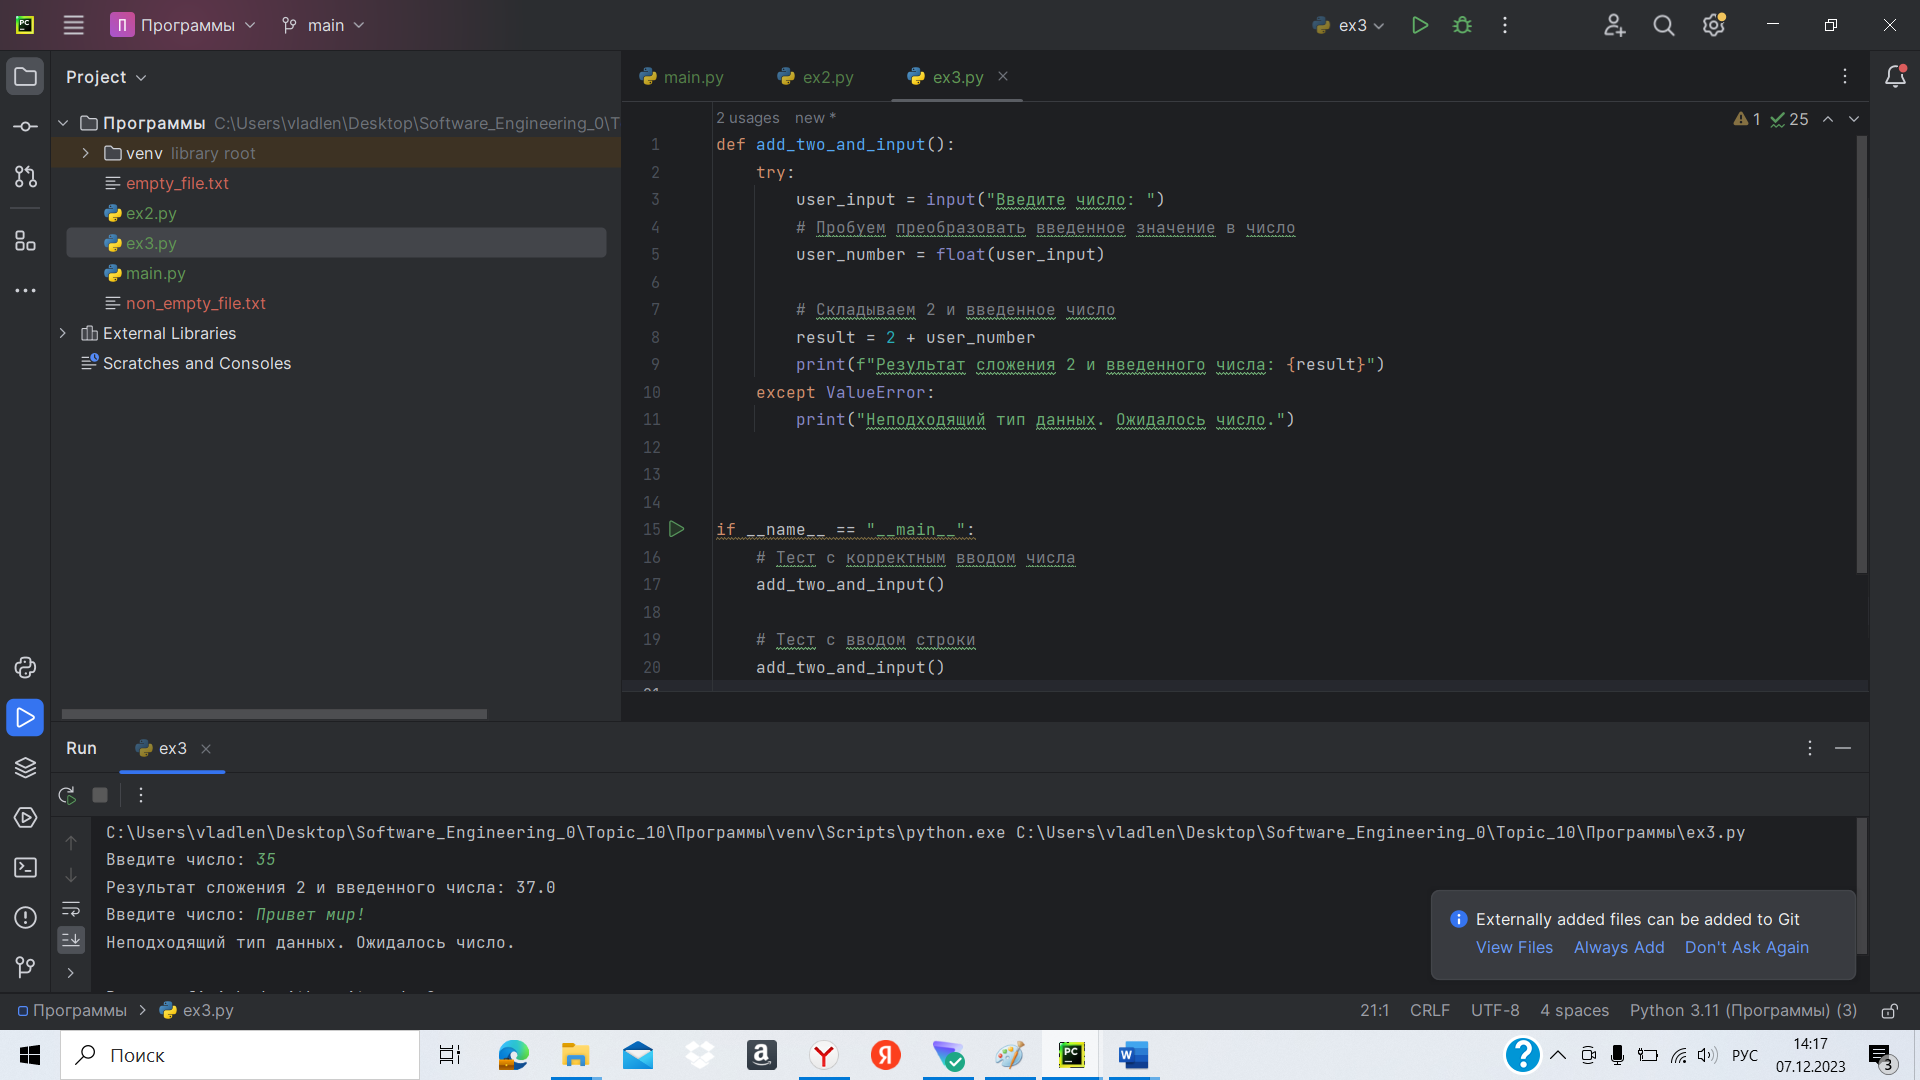 П Программы main ex3
Project
main.py ex2.py ex3.py
Программы C:\Users\vladlen\Desktop\Software_Engineering_0\T
venv library root
empty_file.txt
ex2.py
ex3.py
main.py
non_empty_file.txt
External Libraries
Scratches and Consoles
2 usages new *
1 25
1 def add_two_and_input():
2 try:
3 user_input = input("Введите число: ")
4 # Пробуем преобразовать введенное значение в число
5 user_number = float(user_input)
6
7 # Складываем 2 и введенное число
8 result = 2 + user_number
9 print(f"Результат сложения 2 и введенного числа: {result}")
10 except ValueError:
11 print("Неподходящий тип данных. Ожидалось число.")
12
13
14
15 if __name__ == "__main__":
16 # Тест с корректным вводом числа
17 add_two_and_input()
18
19 # Тест с вводом строки
20 add_two_and_input()
Run ex3
C:\Users\vladlen\Desktop\Software_Engineering_0\Topic_10\Программы\venv\Scripts\python.exe C:\Users\vladlen\Desktop\Software_Engineering_0\Topic_10\Программы\ex3.py
Введите число: 35
Результат сложения 2 и введенного числа: 37.0
Введите число: Привет мир!
Неподходящий тип данных. Ожидалось число.
Externally added files can be added to Git
View Files Always Add Don't Ask Again
Программы ex3.py
21:1 CRLF UTF-8 4 spaces Python 3.11 (Программы) (3)
Поиск
РУС
14:17
07.12.2023
3